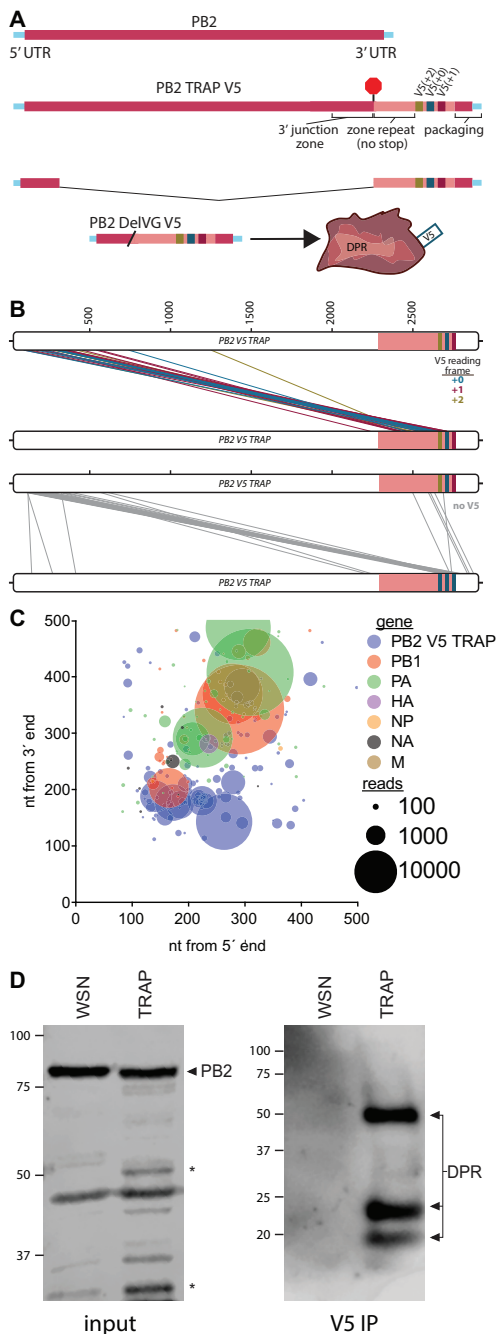 A
PB2
5′ UTR
3′ UTR
PB2 TRAP V5
V5(+2)
V5(+0)
V5(+1)
3′ junction zone
zone repeat (no stop)
packaging
PB2 DelVG V5
DPR
V5
B
500
1000
1500
2000
2500
PB2 V5 TRAP
V5 reading frame
+0
+1
+2
PB2 V5 TRAP
PB2 V5 TRAP
no V5
PB2 V5 TRAP
C
500
400
300
200
100
0
nt from 3′ end
0
100
200
300
400
500
nt from 5′ end
gene
PB2 V5 TRAP
PB1
PA
HA
NP
NA
M
reads
100
1000
10000
D
WSN
TRAP
100
75
50
37
PB2
*
*
input
WSN
TRAP
100
75
50
37
25
20
DPR
V5 IP